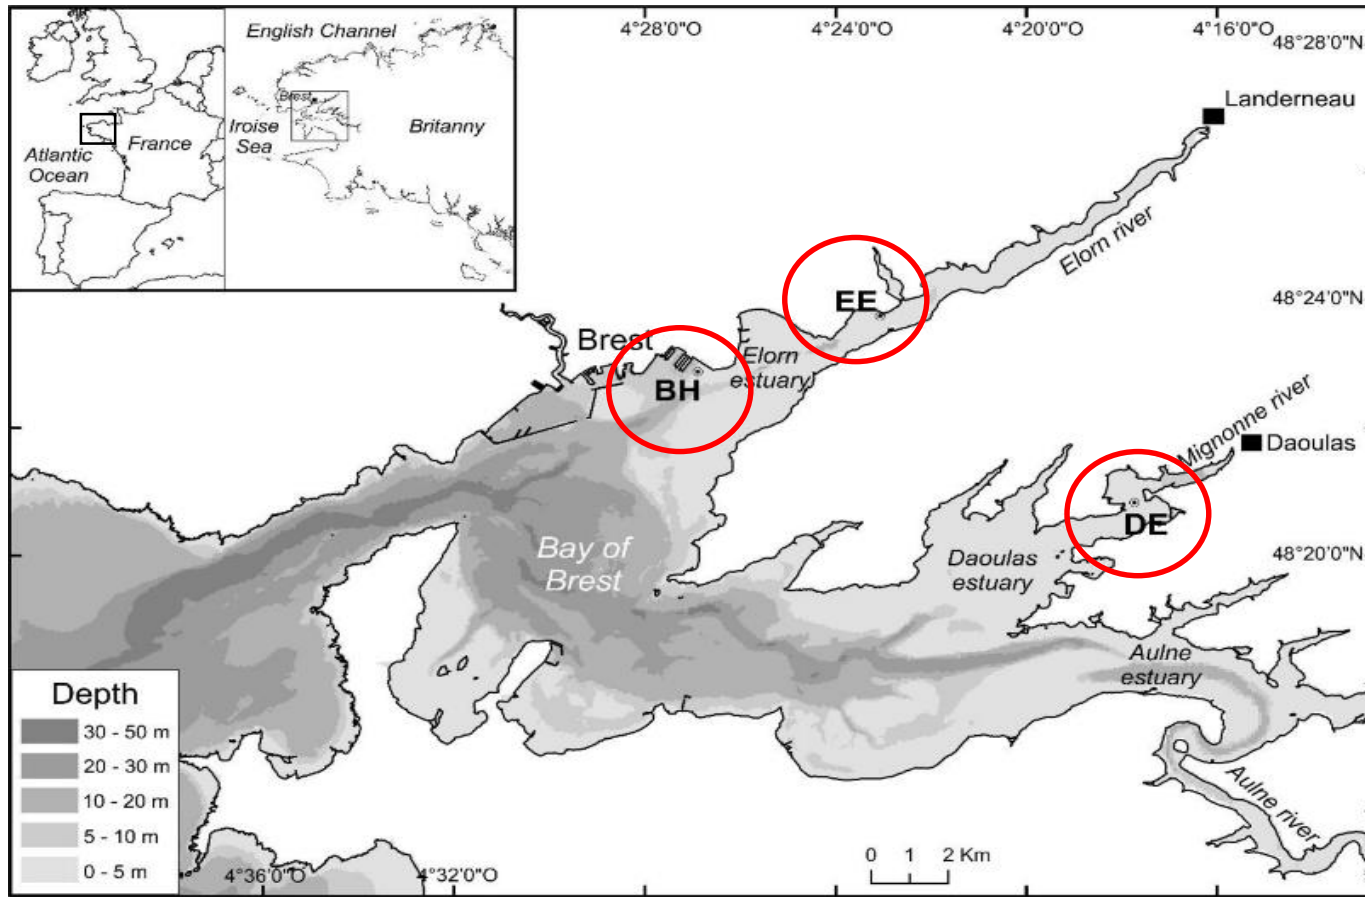 English Channel
Brest
Iroise
Sea
Britanny
Atlantic
Ocean
France
4°28'0"O
4°24'0"O
4°20'0"O
4°16'0"O
48°28'0"N
Landerneau
Elorn river
EE
48°24'0"N
Brest
BH
Elorn
estuary
Mignonne river
Daoulas
DE
Bay of
Brest
Daoulas
estuary
48°20'0"N
Aulne
estuary
Aulne river
Depth
30 - 50 m
20 - 30 m
10 - 20 m
5 - 10 m
0 - 5 m
4°36'0"O
4°32'0"O
0 1 2 Km